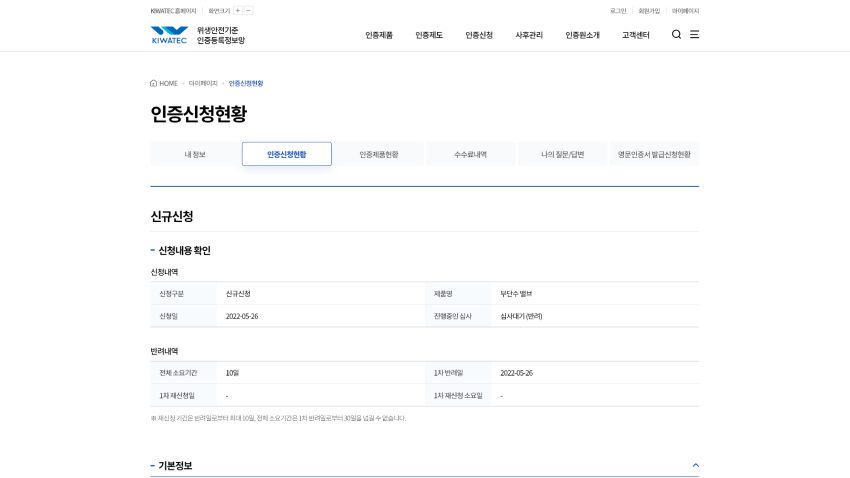 KIWATEC 홈페이지 화면크기 + −
로그인 회원가입 마이페이지
KIWATEC
위생안전기준
인증등록정보망
인증제품 인증제도 인증신청 사후관리 인증원소개 고객센터
HOME 마이페이지 인증신청현황
인증신청현황
내 정보 인증신청현황 인증제품현황 수수료내역 나의 질문/답변 영문인증서 발급신청현황
신규신청
신청내용 확인
신청내역
신청구분 신규신청 제품명 부단수 밸브
신청일 2022-05-26 진행중인 심사 심사대기 (반려)
반려내역
전체 소요기간 10일 1차 반려일 2022-05-26
1차 재신청일 - 1차 재신청 소요일 -
※ 재신청 기간은 반려일로부터 최대 10일, 전체 소요기간은 1차 반려일로부터 30일을 넘길 수 없습니다.
기본정보